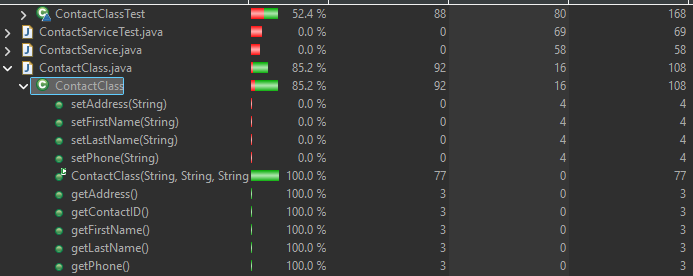 ContactClassTest 52.4 % 88 80 168
ContactServiceTest.java 0.0 % 0 69 69
ContactService.java 0.0 % 0 58 58
ContactClass.java 85.2 % 92 16 108
ContactClass 85.2 % 92 16 108
setAddress(String) 0.0 % 0 4 4
setFirstName(String) 0.0 % 0 4 4
setLastName(String) 0.0 % 0 4 4
setPhone(String) 0.0 % 0 4 4
ContactClass(String, String, String 100.0 % 77 0 77
getAddress() 100.0 % 3 0 3
getContactID() 100.0 % 3 0 3
getFirstName() 100.0 % 3 0 3
getLastName() 100.0 % 3 0 3
getPhone() 100.0 % 3 0 3